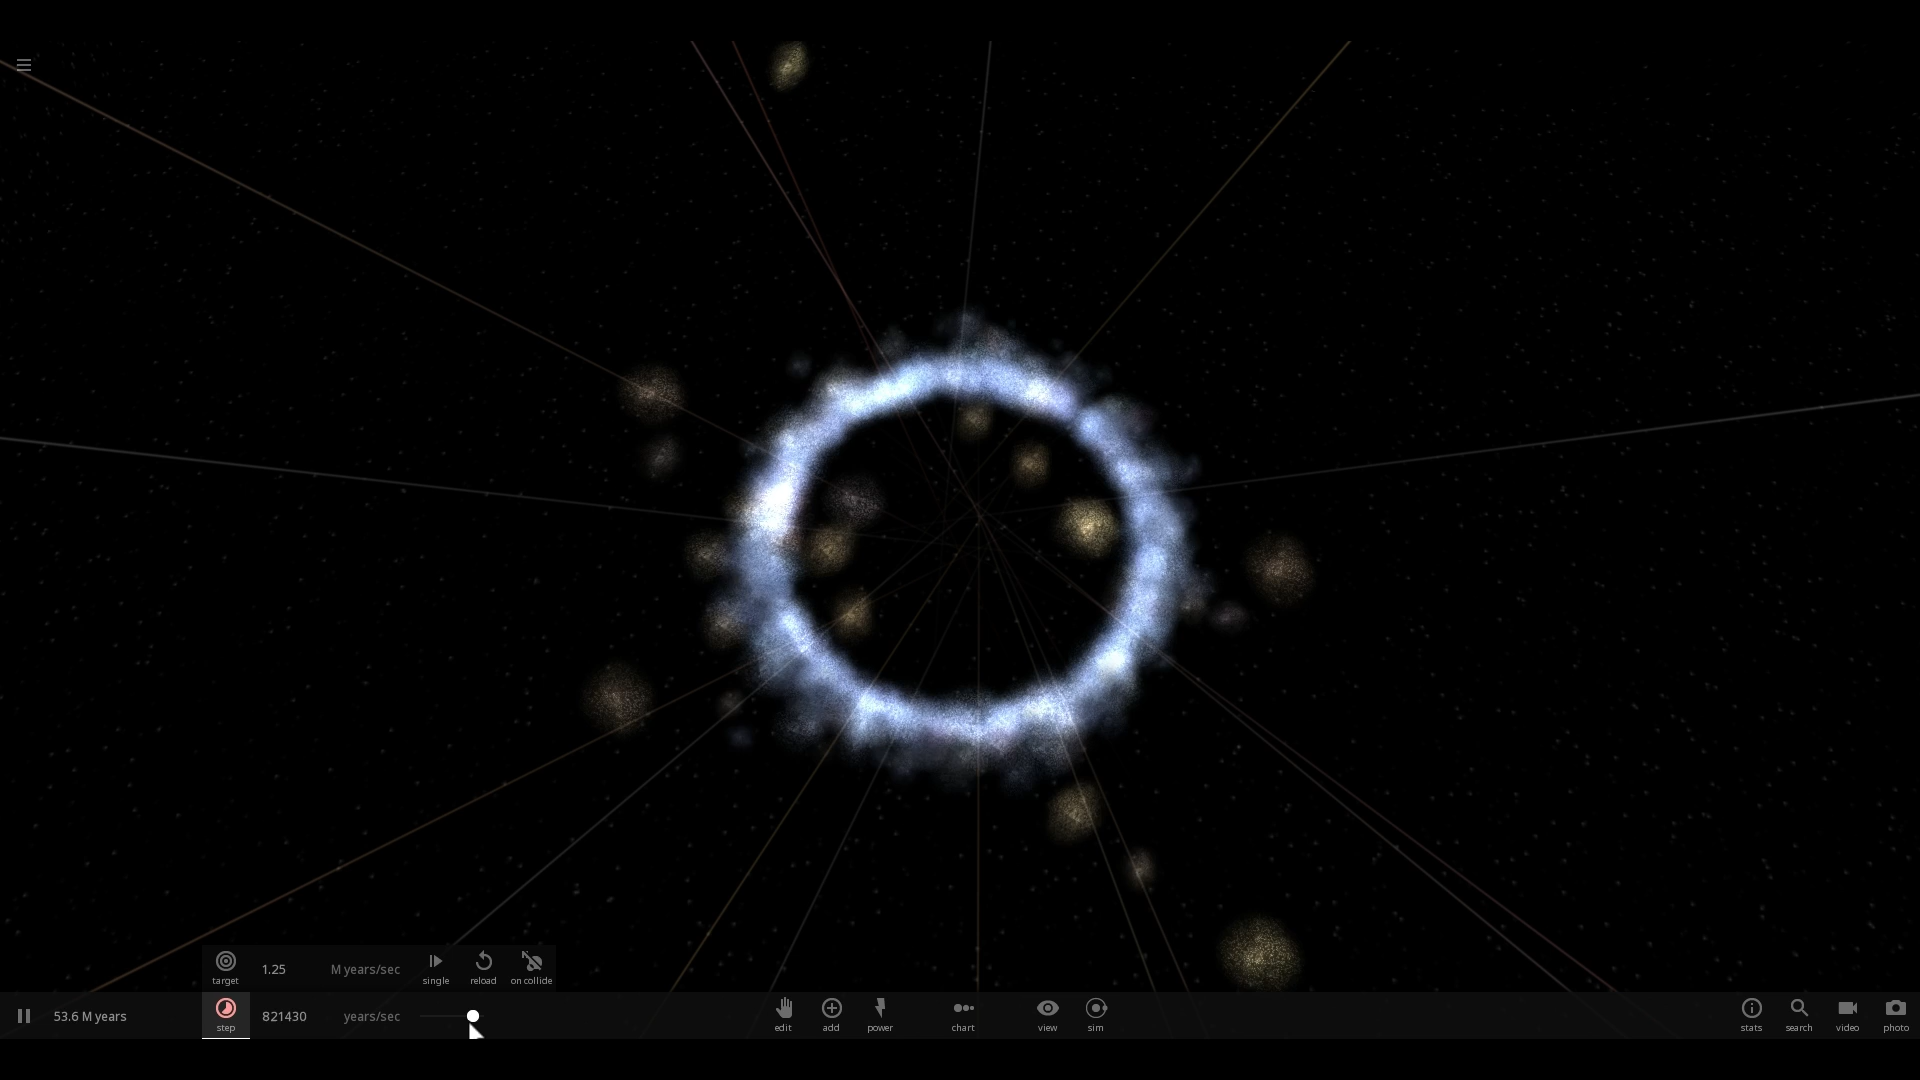 target 1.25 M years/sec single reload on collide
53.6 M years step 821430 years/sec edit add power chart view sim stats search video photo